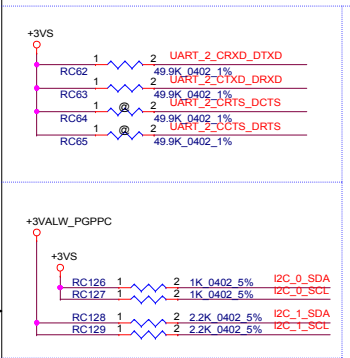 +3VS
1 2 UART_2_CRXD_DTXD
RC62 49.9K_0402_1%
1 2 UART_2_CTXD_DRXD
RC63 49.9K_0402_1%
1 @ 2 UART_2_CRTS_DCTS
RC64 49.9K_0402_1%
1 @ 2 UART_2_CCTS_DRTS
RC65 49.9K_0402_1%
+3VALW_PGPPC
+3VS
RC126 1 2 1K_0402_5% I2C_0_SDA
RC127 1 2 1K_0402_5% I2C_0_SCL
RC128 1 2 2.2K_0402_5% I2C_1_SDA
RC129 1 2 2.2K_0402_5% I2C_1_SCL